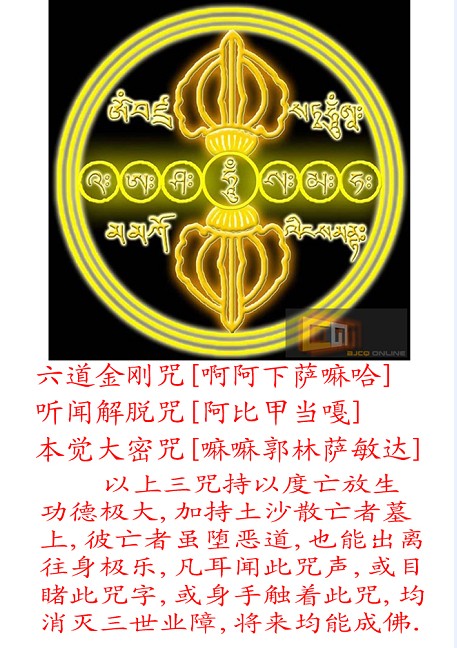 འཿ ཨཿ ཤཿ ཧཱུྃ སཿ མཿ ཧཿ
མ་མ་ཀོ ལིང་ས་མནྟཿ
BJCQ ONLINE
六道金刚咒[啊阿下萨嘛哈]
听闻解脱咒[阿比甲当嘎]
本觉大密咒[嘛嘛郭林萨敏达]
以上三咒持以度亡放生
功德极大,加持土沙散亡者墓
上,彼亡者虽堕恶道,也能出离
往身极乐,凡耳闻此咒声,或目
睹此咒字,或身手触着此咒,均
消灭三世业障,将来均能成佛.